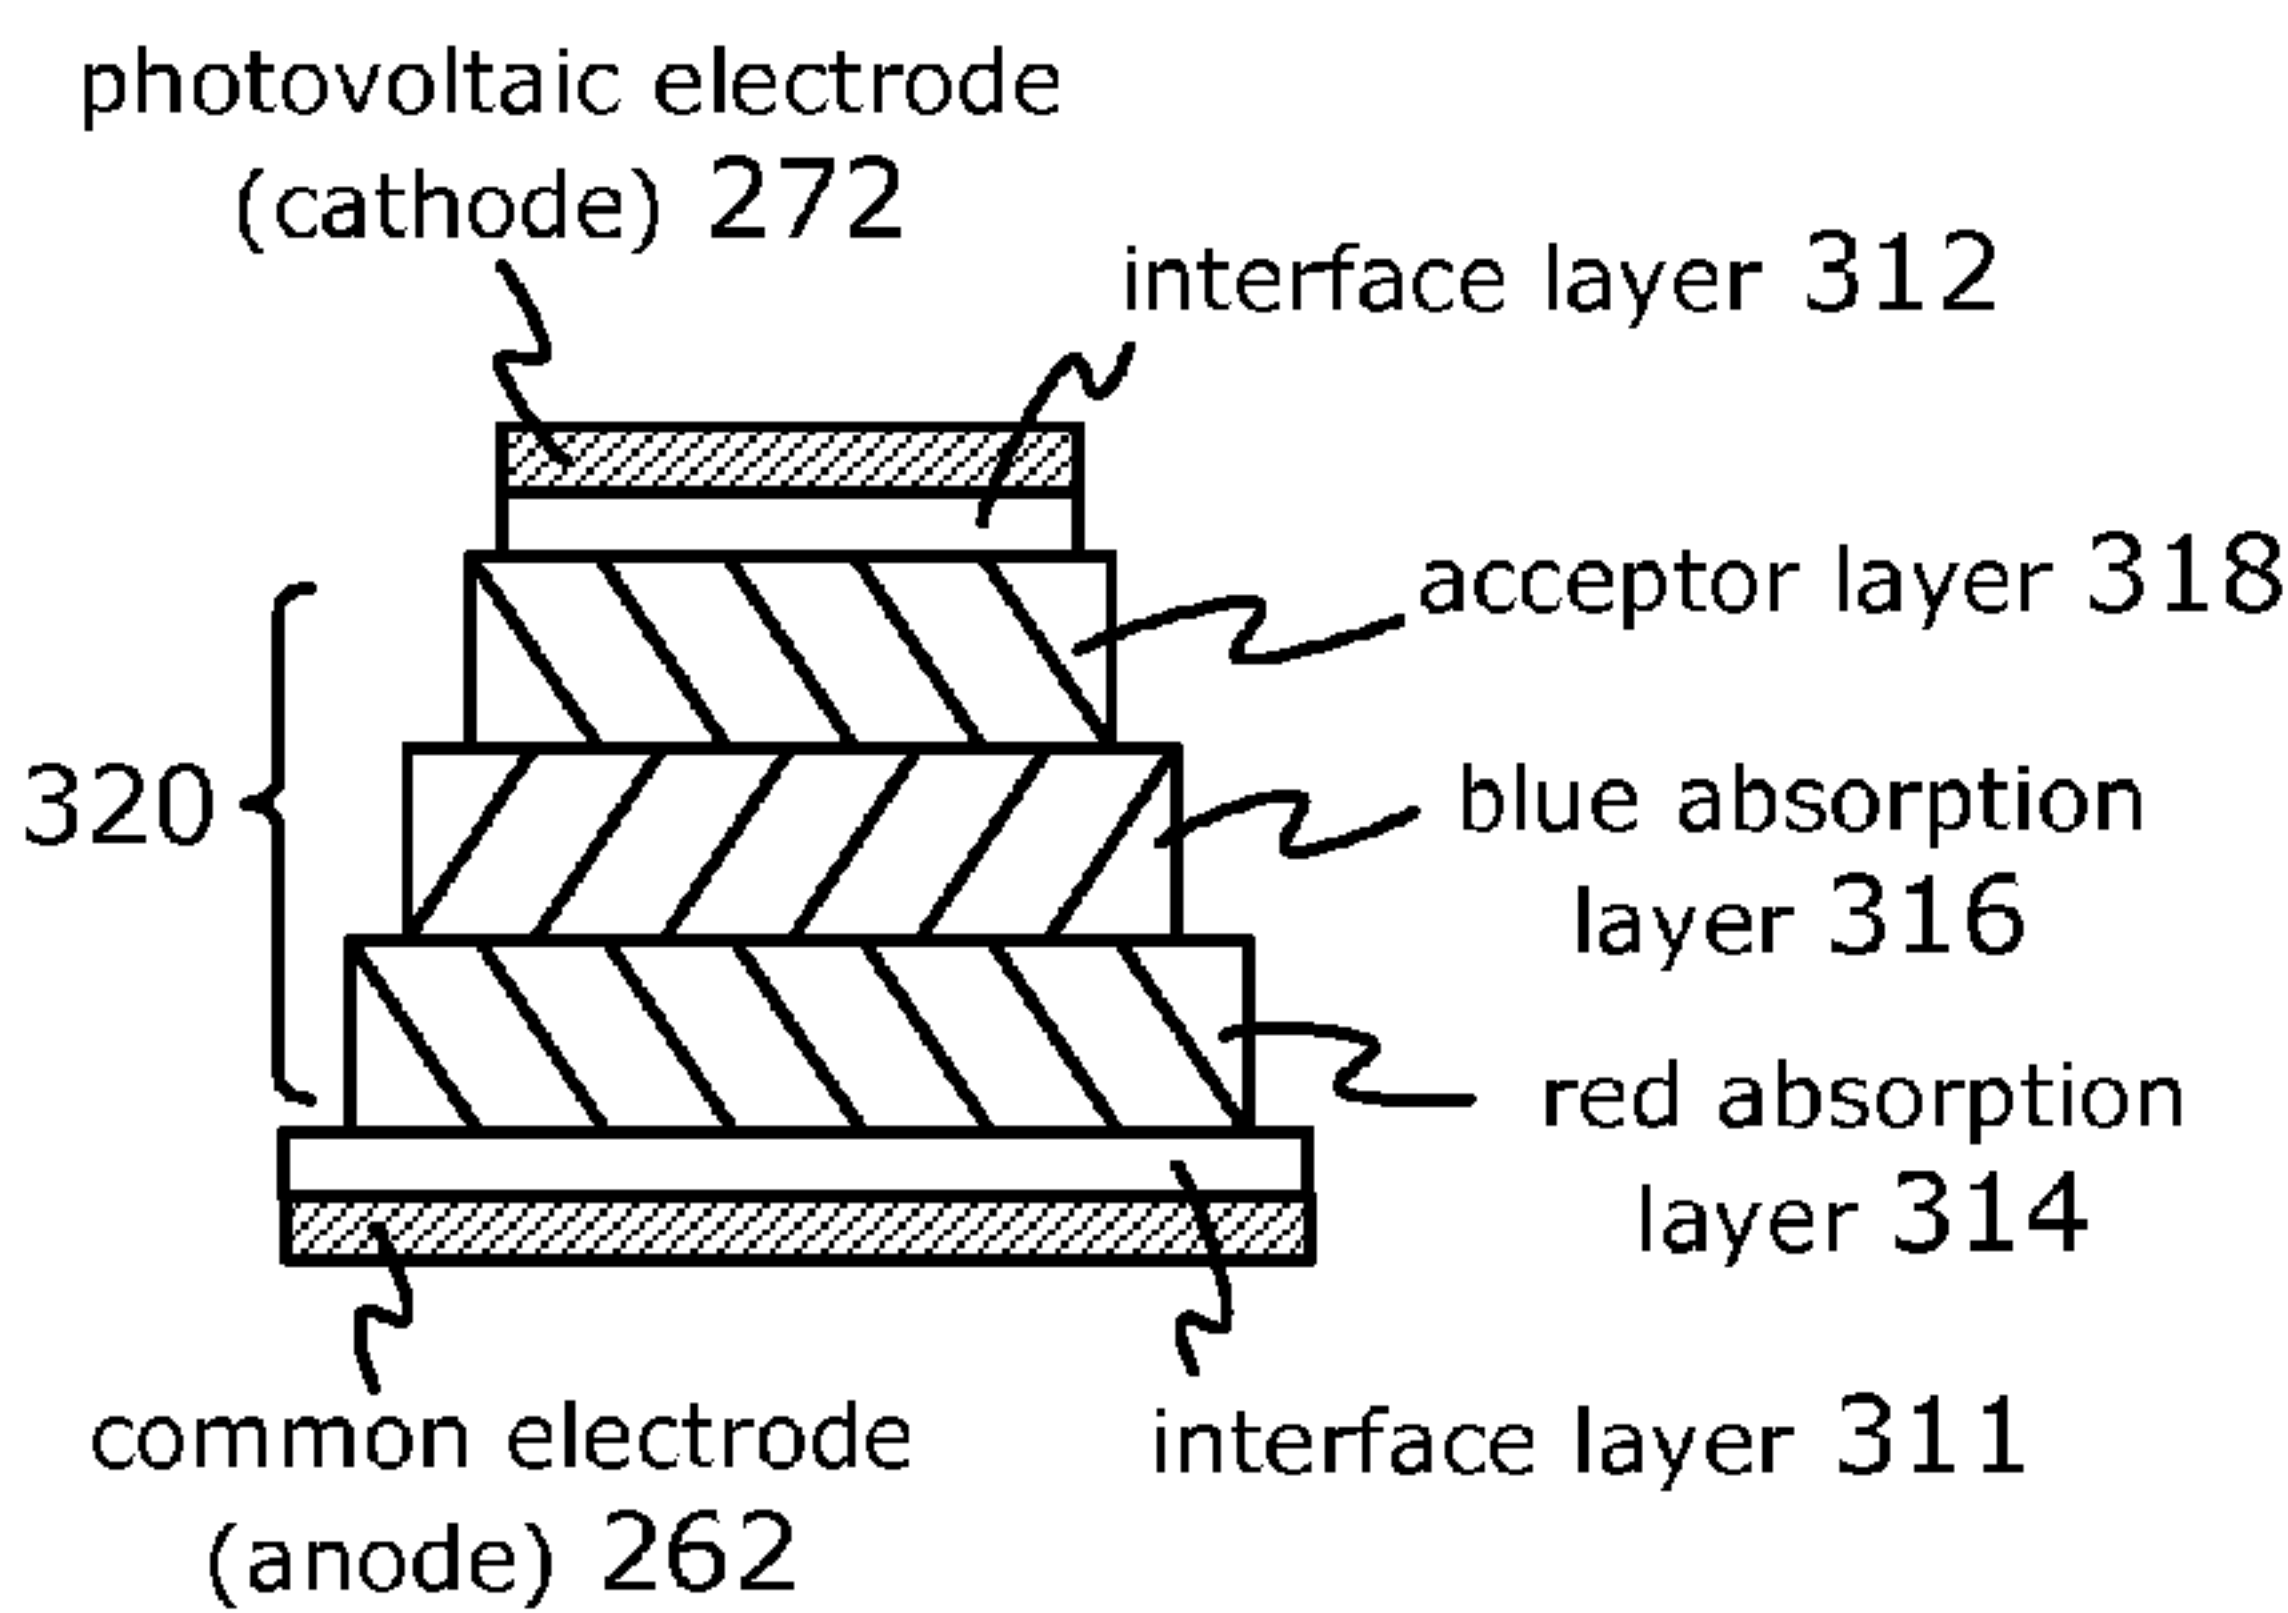 photovoltaic electrode
(cathode) 272
interface layer 312
acceptor layer 318
320
blue absorption
layer 316
red absorption
layer 314
common electrode
(anode) 262
interface layer 311